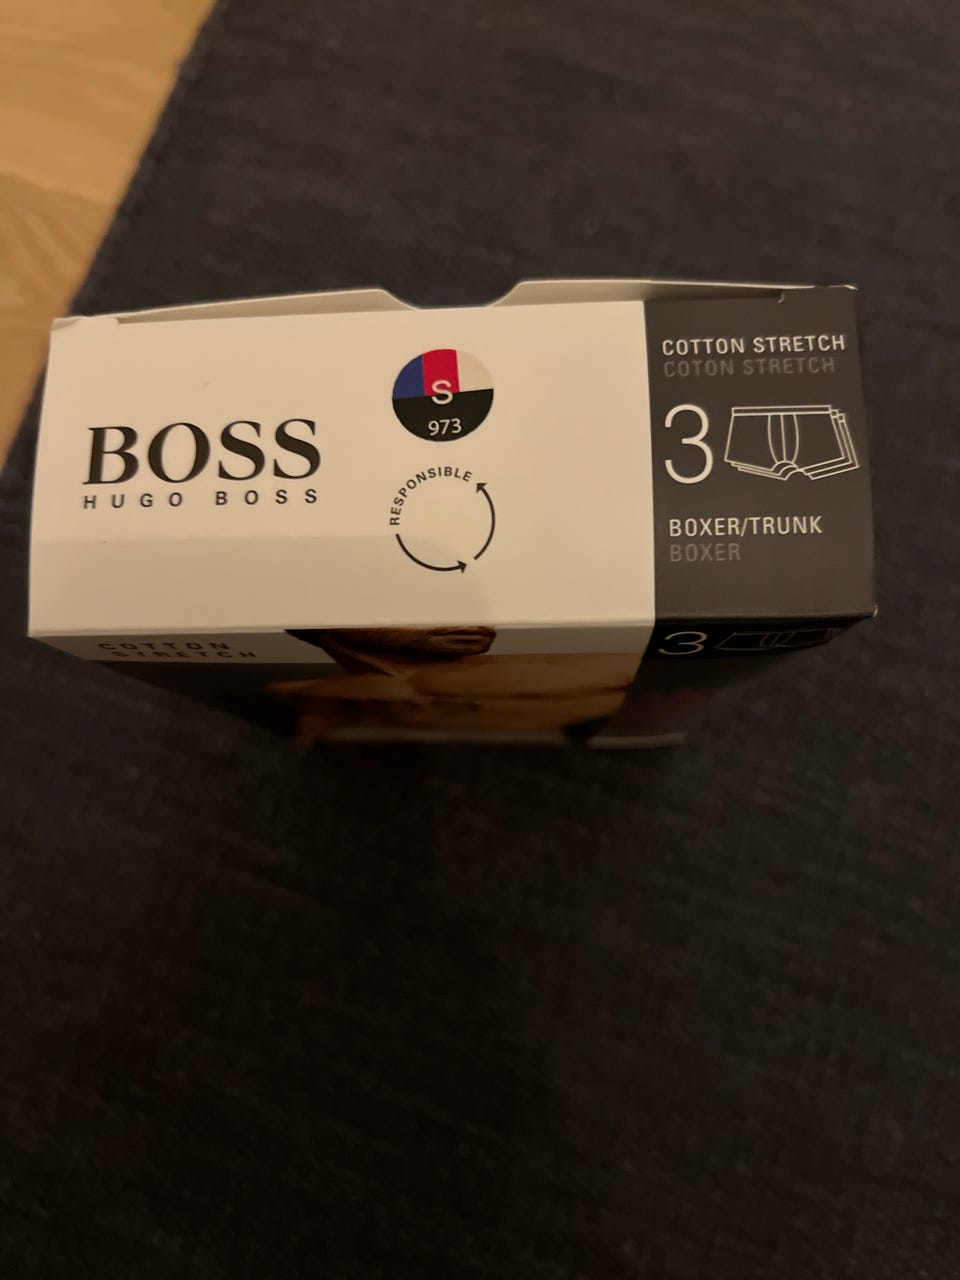 BOSS
HUGO BOSS
S
973
RESPONSIBLE
COTTON STRETCH
COTON STRETCH
3
BOXER/TRUNK
BOXER
COTTON
STRETCH
3